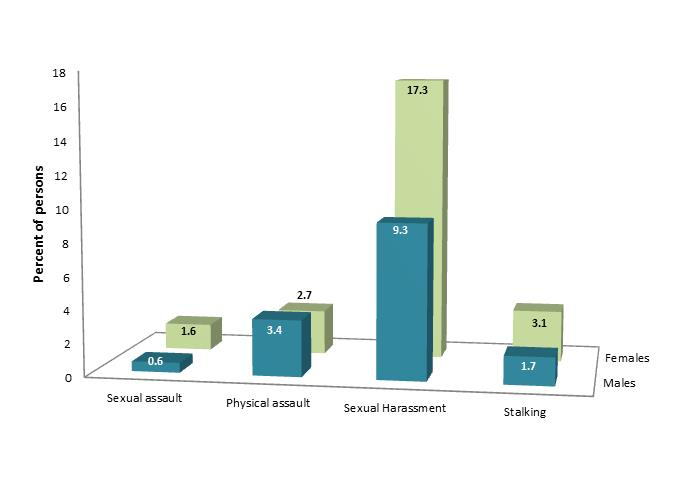 18
16
14
12
10
8
6
4
2
0
Percent of persons
17.3
9.3
2.7
3.4
1.6
0.6
3.1
1.7
Females
Males
Sexual assault
Physical assault
Sexual Harassment
Stalking